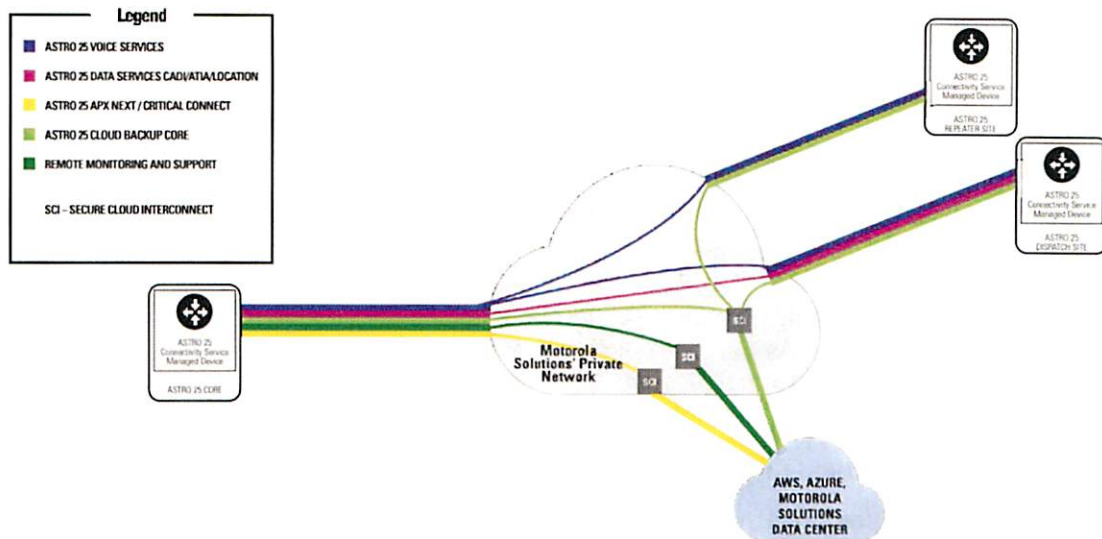 Legend
ASTRO 25 VOICE SERVICES
ASTRO 25 DATA SERVICES CADI/ATIA/LOCATION
ASTRO 25 APX NEXT / CRITICAL CONNECT
ASTRO 25 CLOUD BACKUP CORE
REMOTE MONITORING AND SUPPORT
SCI – SECURE CLOUD INTERCONNECT
ASTRO 25
Connectivity Service
Managed Device
ASTRO 25
REPEATER SITE
ASTRO 25
Connectivity Service
Managed Device
ASTRO 25
DISPATCH SITE
ASTRO 25
Connectivity Service
Managed Device
ASTRO 25 CORE
Motorola
Solutions' Private
Network
SCI
SCI
SCI
AWS, AZURE,
MOTOROLA
SOLUTIONS
DATA CENTER